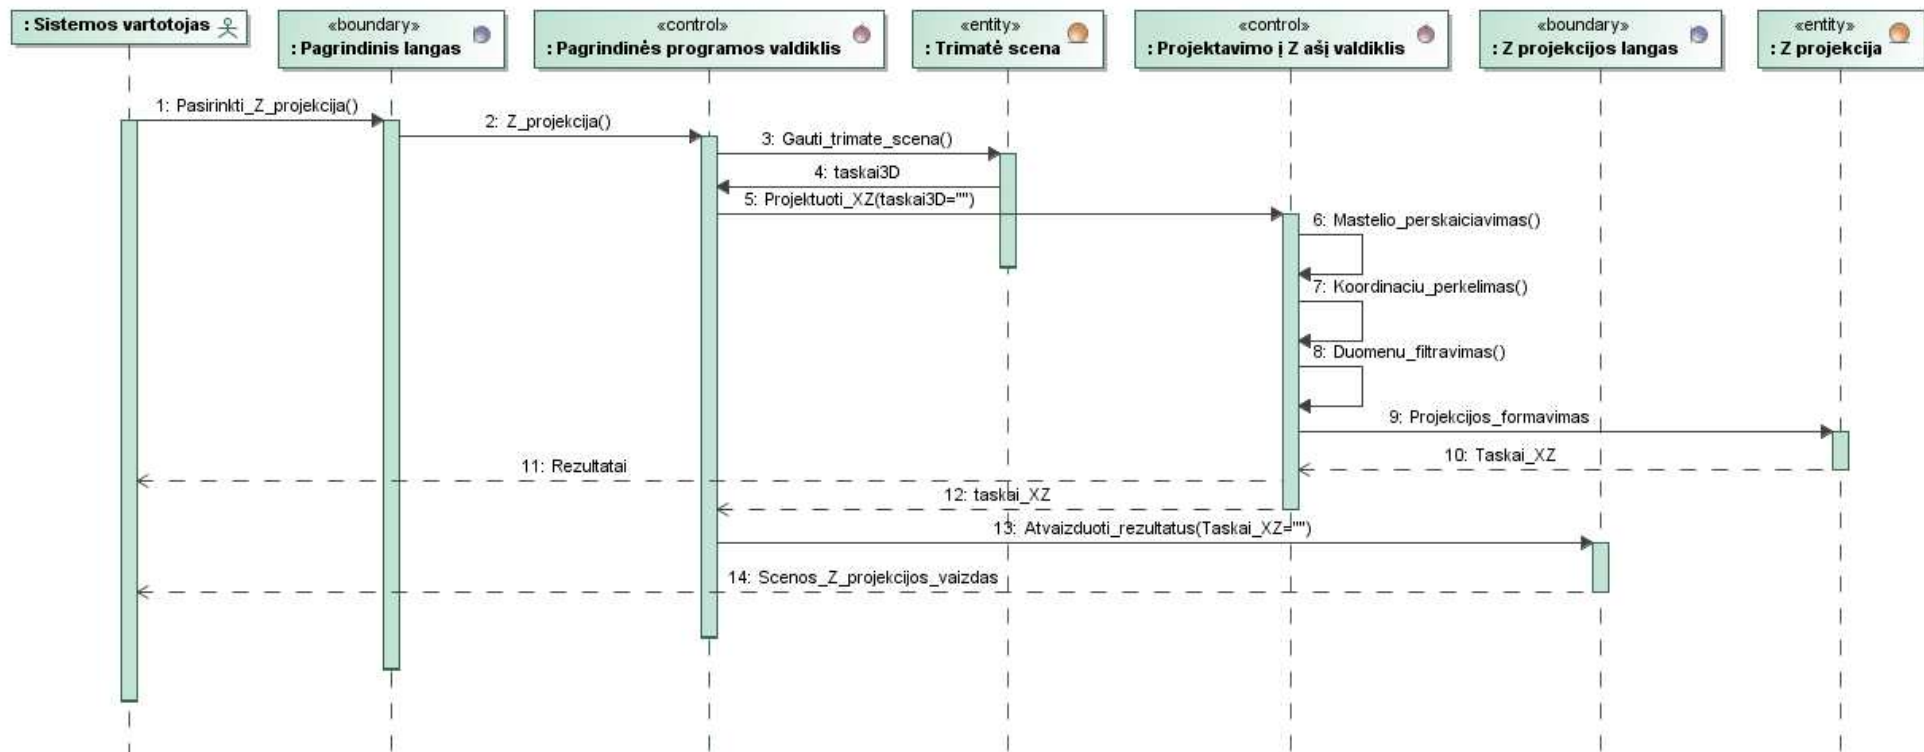 : Sistemos vartotojas
«boundary»
: Pagrindinis langas
«control»
: Pagrindinės programos valdiklis
«entity»
: Trimatė scena
«control»
: Projektavimo į Z ašį valdiklis
«boundary»
: Z projekcijos langas
«entity»
: Z projekcija
1: Pasirinkti_Z_projekcija()
2: Z_projekcija()
3: Gauti_trimate_scena()
4: taskai3D
5: Projektuoti_XZ(taskai3D="")
6: Mastelio_perskaiciavimas()
7: Koordinaciu_perkelimas()
8: Duomenu_filtravimas()
9: Projekcijos_formavimas
10: Taskai_XZ
11: Rezultatai
12: taskai_XZ
13: Atvaizduoti_rezultatus(Taskai_XZ="")
14: Scenos_Z_projekcijos_vaizdas